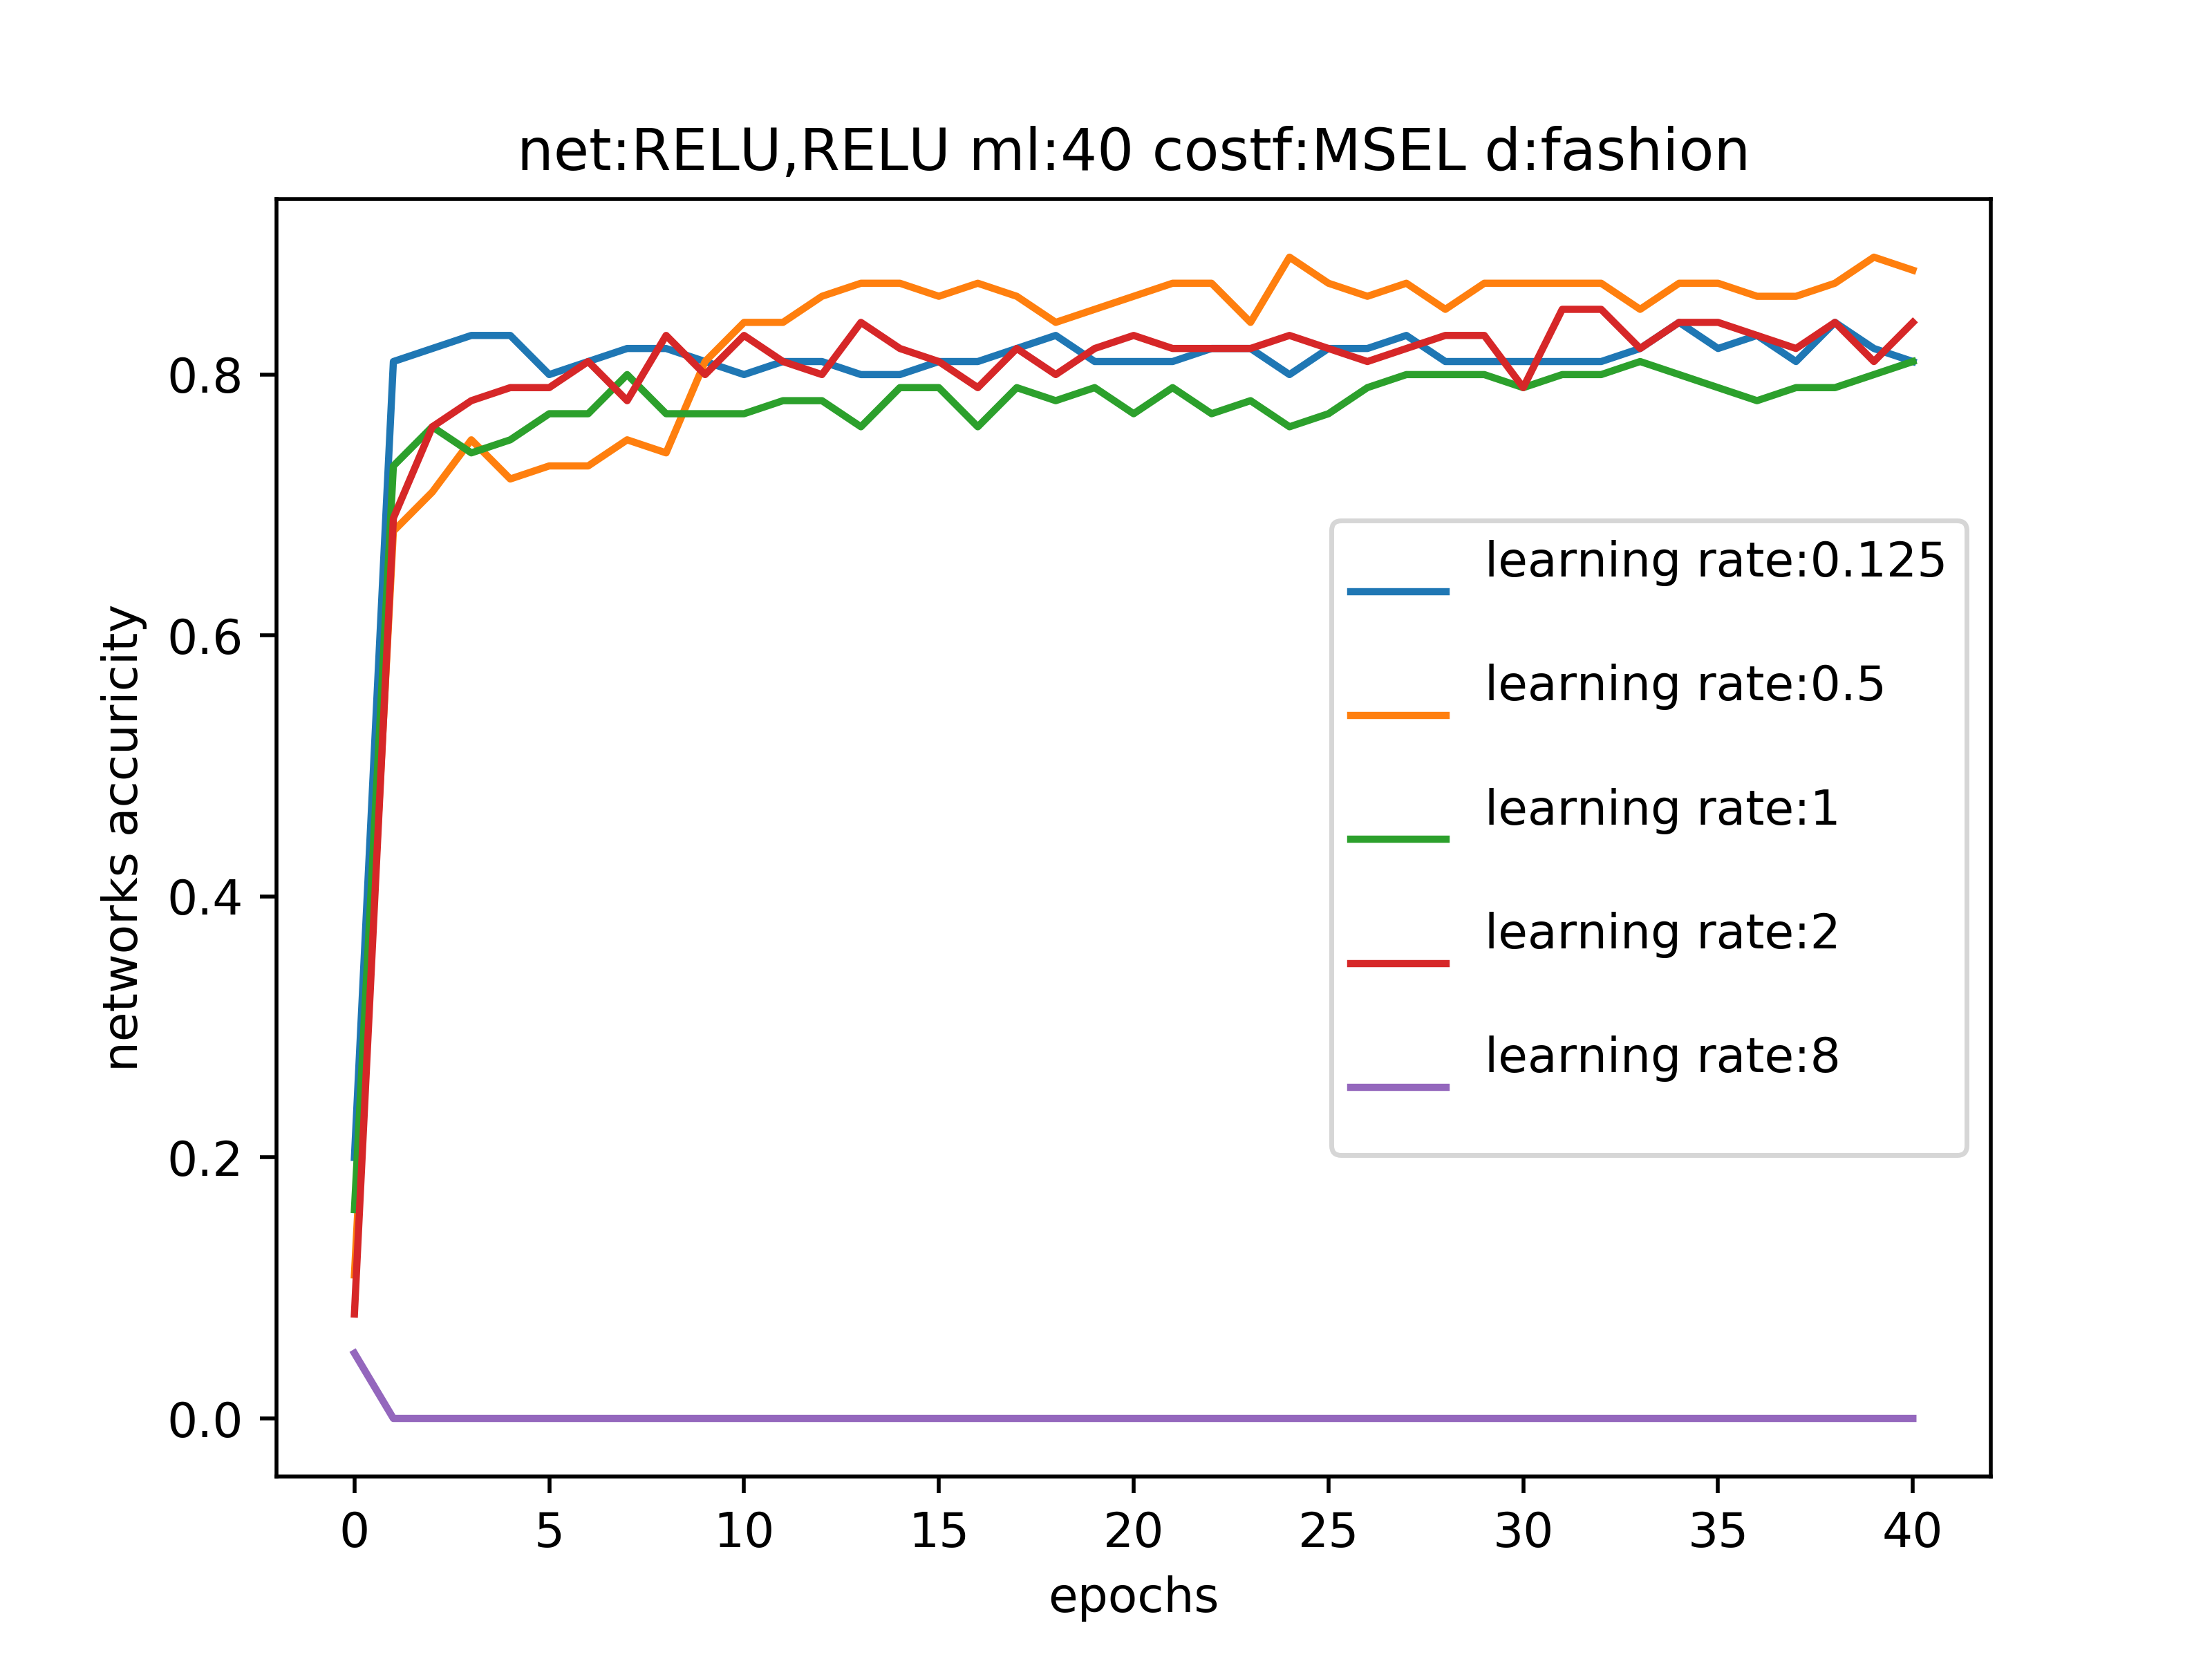 net:RELU,RELU ml:40 costf:MSEL d:fashion
networks accuricity
0.8
0.6
0.4
0.2
0.0
learning rate:0.125
learning rate:0.5
learning rate:1
learning rate:2
learning rate:8
0 5 10 15 20 25 30 35 40
epochs